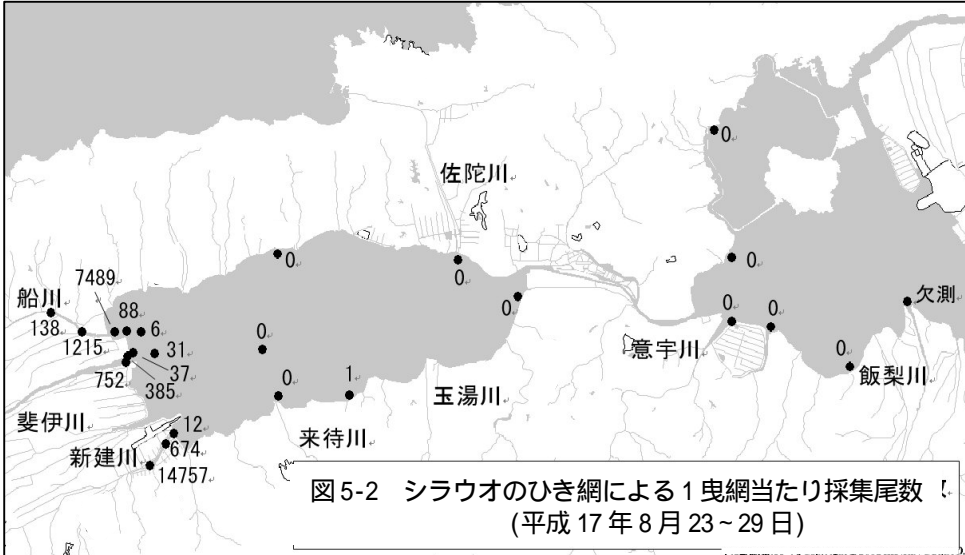 佐陀川
0
0
0
0
7489
船川
88
138
1215
6
0
0
0
0
欠測
31
37
752
385
意宇川
0
飯梨川
0
1
玉湯川
斐伊川
12
来待川
新建川
674
14757
図5-2 シラウオのひき網による1曳網当たり採集尾数
(平成17年8月23~29日)